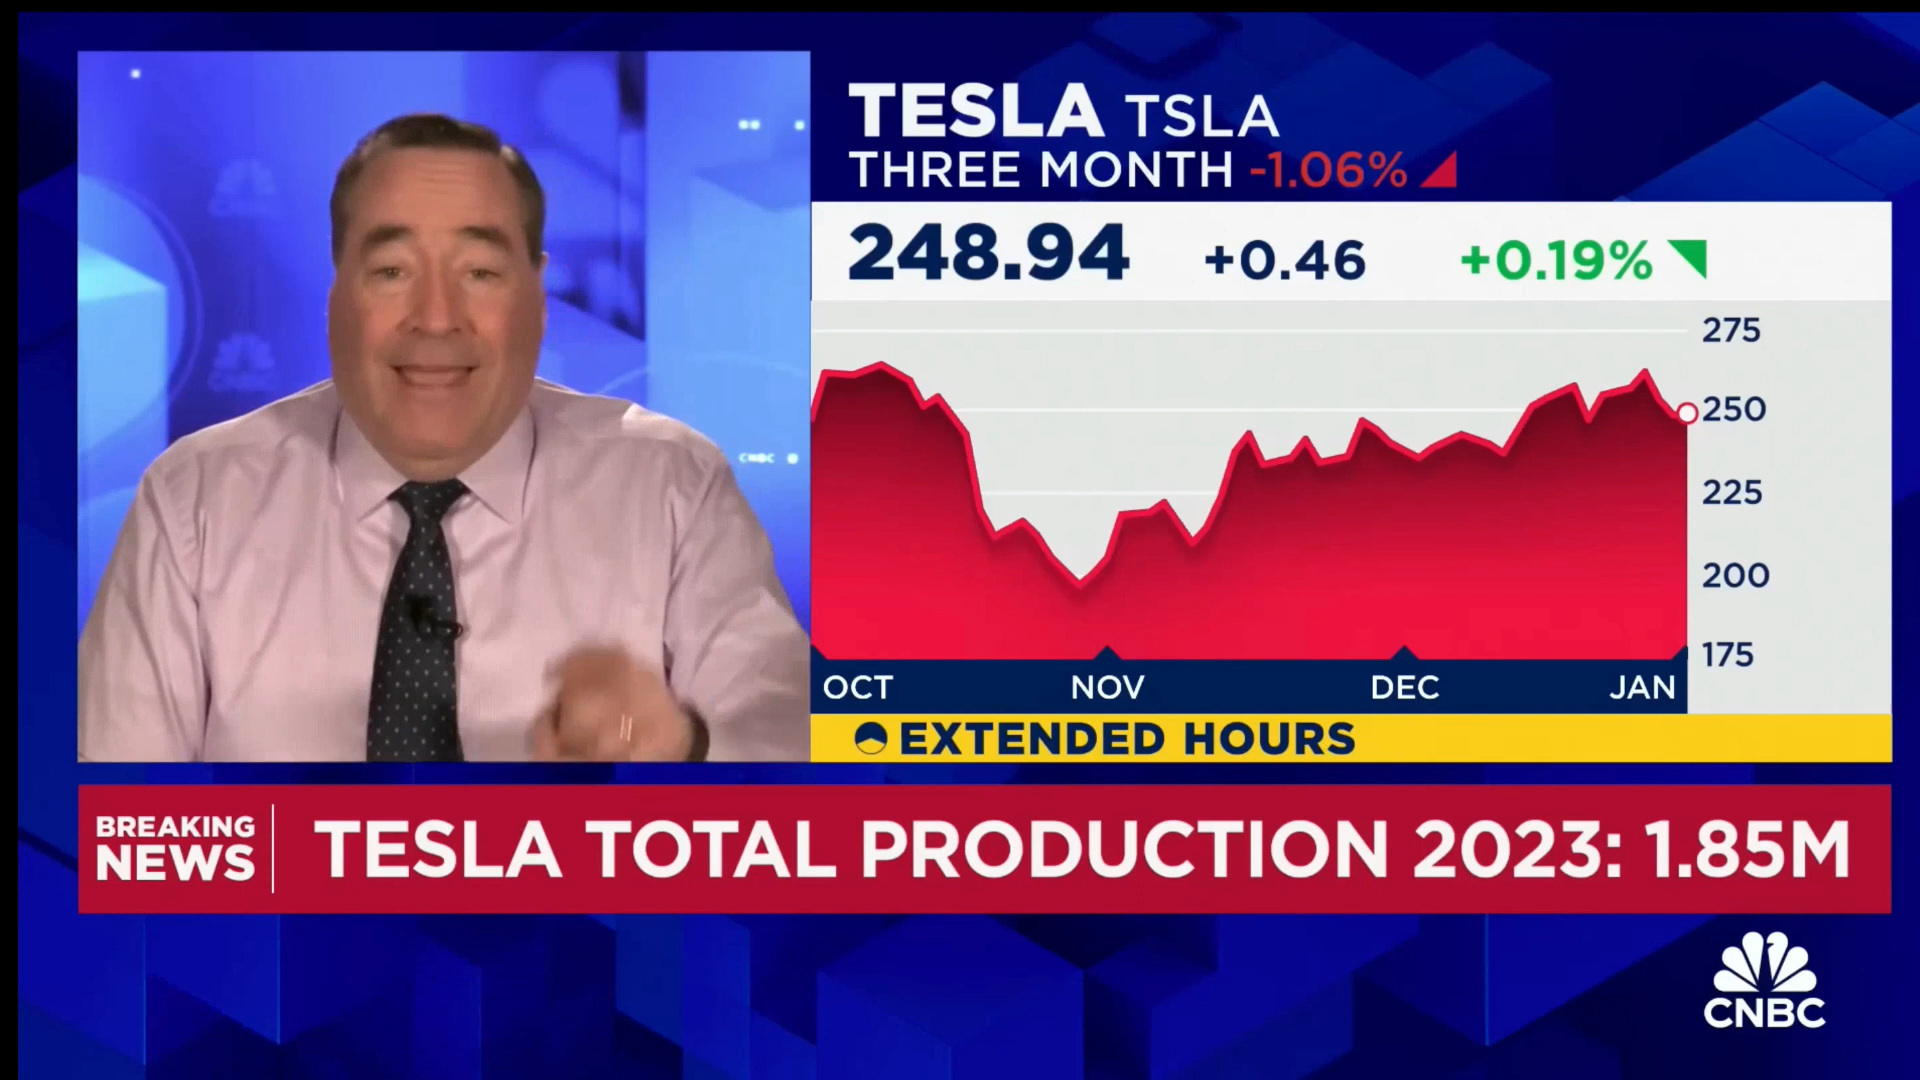 TESLA TSLA
THREE MONTH -1.06%
248.94 +0.46 +0.19%
275
250
225
200
175
OCT NOV DEC JAN
EXTENDED HOURS
CNBC
BREAKING NEWS
TESLA TOTAL PRODUCTION 2023: 1.85M
CNBC